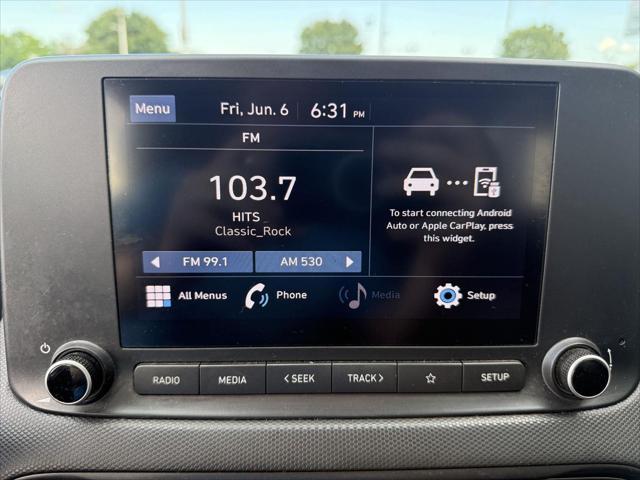 Menu
Fri, Jun. 6
6:31 PM
FM
103.7
HITS _
Classic_Rock
FM 99.1
AM 530
To start connecting Android
Auto or Apple CarPlay, press
this widget.
All Menus
Phone
Media
Setup
RADIO
MEDIA
< SEEK
TRACK >
SETUP